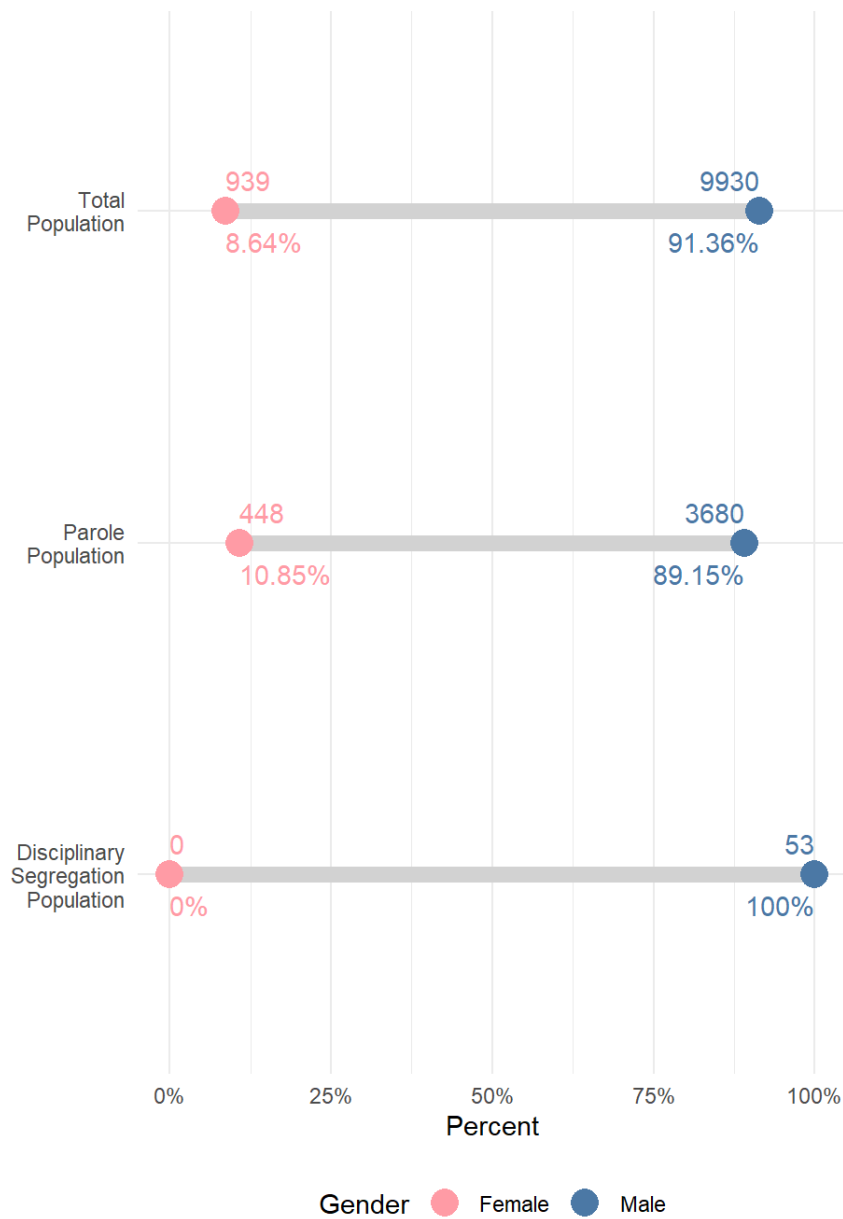 Total
Population
939
9930
8.64%
91.36%
Parole
Population
448
3680
10.85%
89.15%
Disciplinary
Segregation
Population
0
53
0%
100%
0%
25%
50%
75%
100%
Percent
Gender
Female
Male